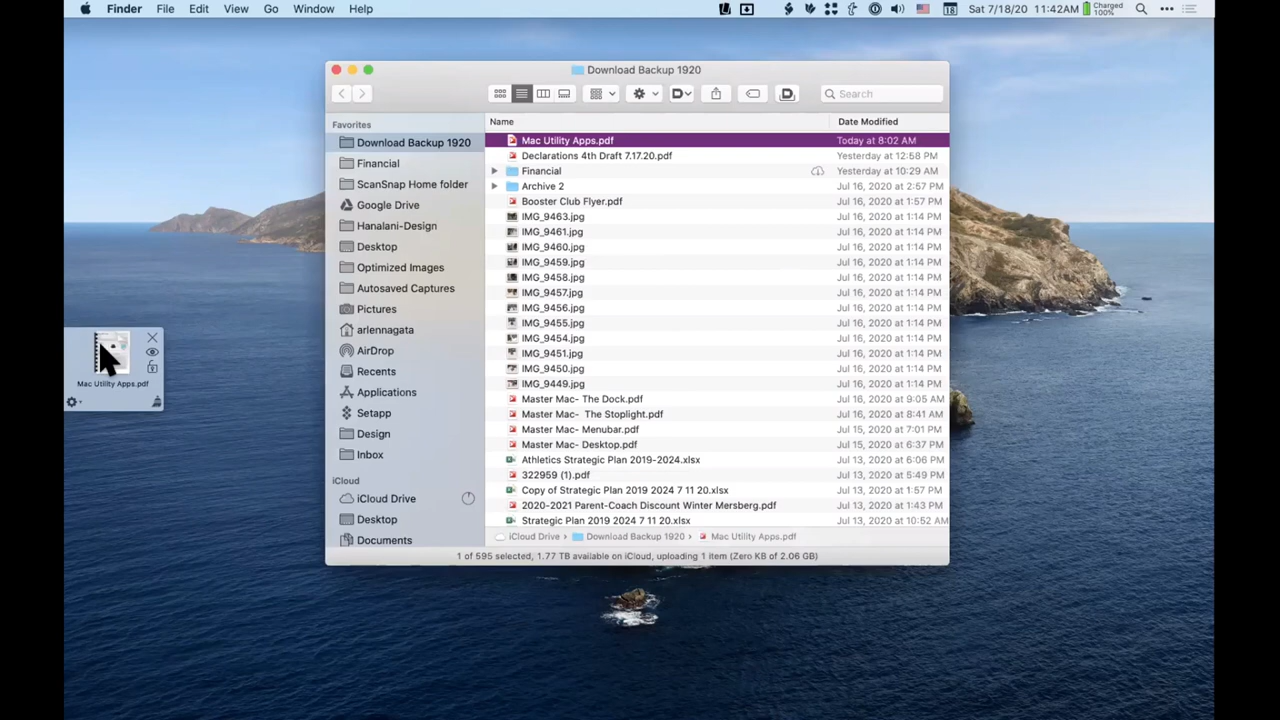 Finder File Edit View Go Window Help
18 Sat 7/18/20 11:42AM Charged 100%
Download Backup 1920
Search
Favorites
Download Backup 1920
Financial
ScanSnap Home folder
Google Drive
Hanalani-Design
Desktop
Optimized Images
Autosaved Captures
Pictures
arlennagata
AirDrop
Recents
Applications
Setapp
Design
Inbox
iCloud
iCloud Drive
Desktop
Documents
Name Date Modified
Mac Utility Apps.pdf Today at 8:02 AM
Declarations 4th Draft 7.17.20.pdf Yesterday at 12:58 PM
Financial Yesterday at 10:29 AM
Archive 2 Jul 16, 2020 at 2:57 PM
Booster Club Flyer.pdf Jul 16, 2020 at 1:57 PM
IMG_9463.jpg Jul 16, 2020 at 1:14 PM
IMG_9461.jpg Jul 16, 2020 at 1:14 PM
IMG_9460.jpg Jul 16, 2020 at 1:14 PM
IMG_9459.jpg Jul 16, 2020 at 1:14 PM
IMG_9458.jpg Jul 16, 2020 at 1:14 PM
IMG_9457.jpg Jul 16, 2020 at 1:14 PM
IMG_9456.jpg Jul 16, 2020 at 1:14 PM
IMG_9455.jpg Jul 16, 2020 at 1:14 PM
IMG_9454.jpg Jul 16, 2020 at 1:14 PM
IMG_9451.jpg Jul 16, 2020 at 1:14 PM
IMG_9450.jpg Jul 16, 2020 at 1:14 PM
IMG_9449.jpg Jul 16, 2020 at 1:14 PM
Master Mac- The Dock.pdf Jul 16, 2020 at 9:05 AM
Master Mac- The Stoplight.pdf Jul 16, 2020 at 8:41 AM
Master Mac- Menubar.pdf Jul 15, 2020 at 7:01 PM
Master Mac- Desktop.pdf Jul 15, 2020 at 6:37 PM
Athletics Strategic Plan 2019-2024.xlsx Jul 13, 2020 at 6:06 PM
322959 (1).pdf Jul 13, 2020 at 5:49 PM
Copy of Strategic Plan 2019 2024 7 11 20.xlsx Jul 13, 2020 at 1:57 PM
2020-2021 Parent-Coach Discount Winter Mersberg.pdf Jul 13, 2020 at 1:43 PM
Strategic Plan 2019 2024 7 11 20.xlsx Jul 13, 2020 at 10:52 AM
iCloud Drive › Download Backup 1920 › Mac Utility Apps.pdf
1 of 595 selected, 1.77 TB available on iCloud, uploading 1 item (Zero KB of 2.06 GB)
Mac Utility Apps.pdf